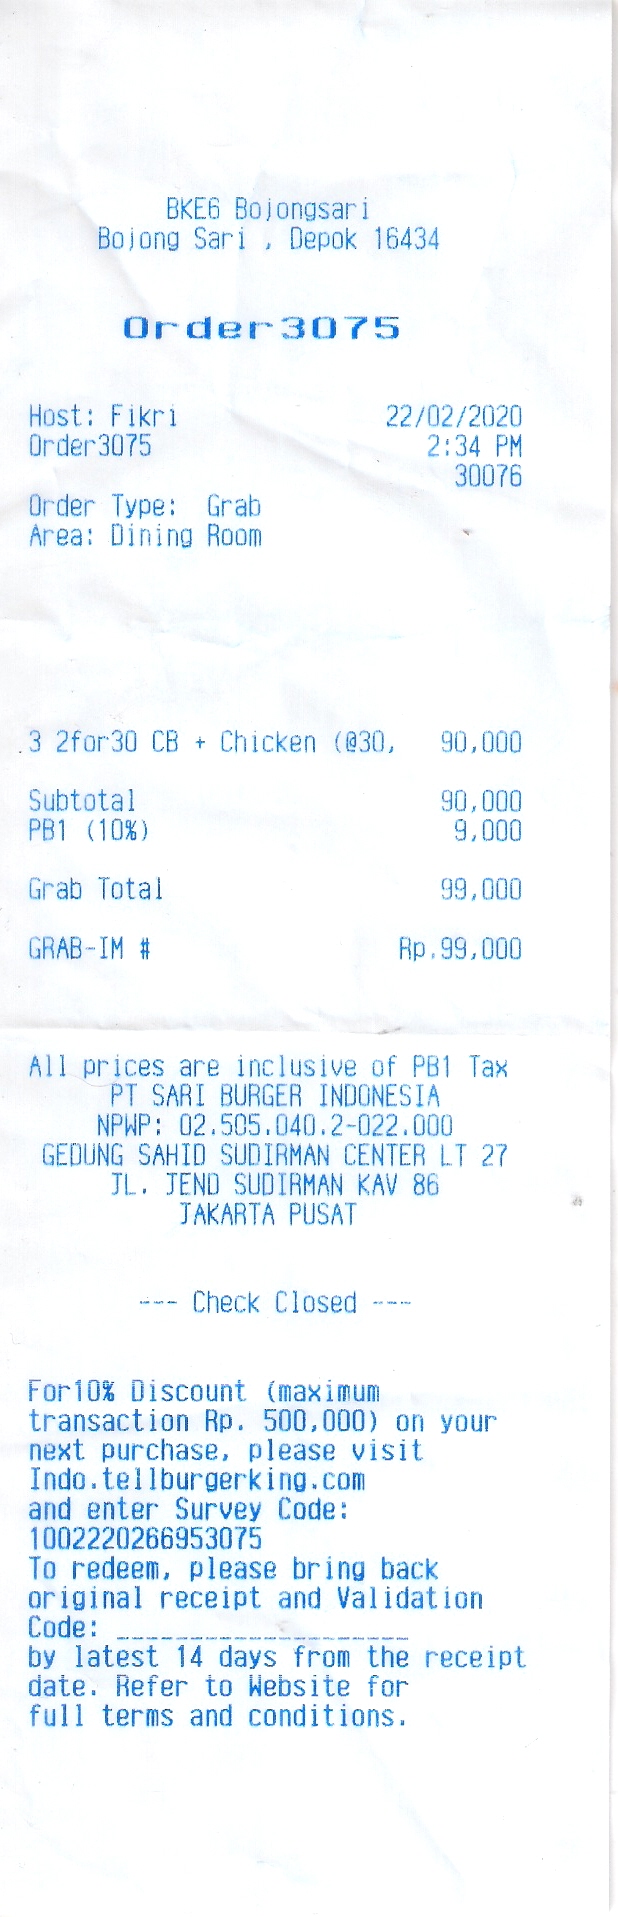 BKE6 Bojongsari
Bojong Sari , Depok 16434
Order3075
Host: Fikri 22/02/2020
Order3075 2:34 PM
30076
Order Type: Grab
Area: Dining Room
3 2for30 CB + Chicken (@30, 90,000
Subtotal 90,000
PB1 (10%) 9,000
Grab Total 99,000
GRAB-IM # Rp.99,000
All prices are inclusive of PB1 Tax
PT SARI BURGER INDONESIA
NPWP: 02.505.040.2-022.000
GEDUNG SAHID SUDIRMAN CENTER LT 27
JL. JEND SUDIRMAN KAV 86
JAKARTA PUSAT
--- Check Closed ---
For10% Discount (maximum
transaction Rp. 500,000) on your
next purchase, please visit
Indo.tellburgerking.com
and enter Survey Code:
1002220266953075
To redeem, please bring back
original receipt and Validation
Code: ____________________
by latest 14 days from the receipt
date. Refer to Website for
full terms and conditions.